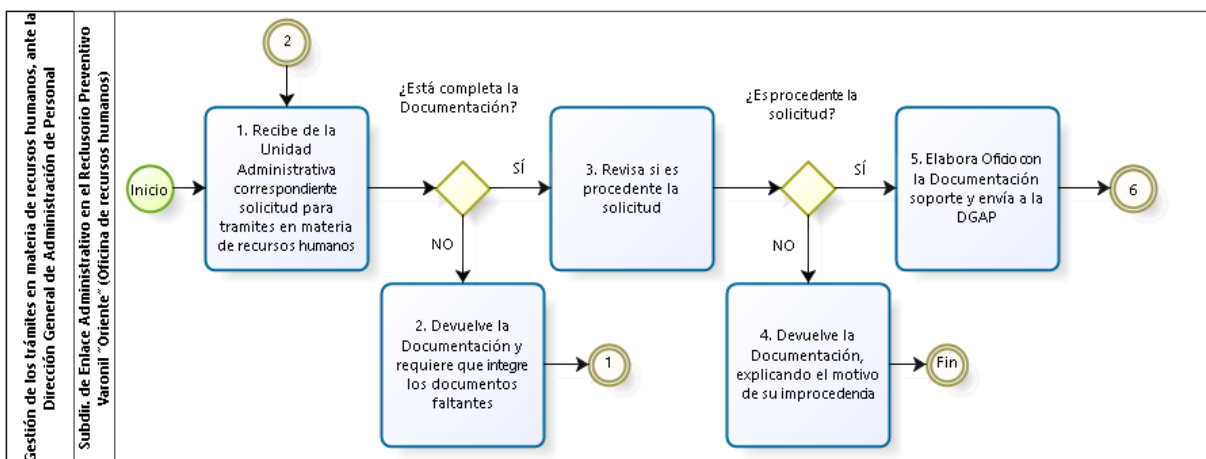 Gestión de los trámites en materia de recursos humanos, ante la
Dirección General de Administración de Personal
Subdir. de Enlace Administrativo en el Reclusorio Preventivo
Varonil ″Oriente″ (Oficina de recursos humanos)
2
Inicio
1. Recibe de la
Unidad
Administrativa
correspondiente
solicitud para
tramites en materia
de recursos humanos
¿Está completa la
Documentación?
SÍ
NO
2. Devuelve la
Documentación y
requiere que integre
los documentos
faltantes
1
3. Revisa si es
procedente la
solicitud
¿Es procedente la
solicitud?
SÍ
NO
4. Devuelve la
Documentación,
explicando el motivo
de su improcedencia
Fin
5. Elabora Oficio con
la Documentación
soporte y envía a la
DGAP
6